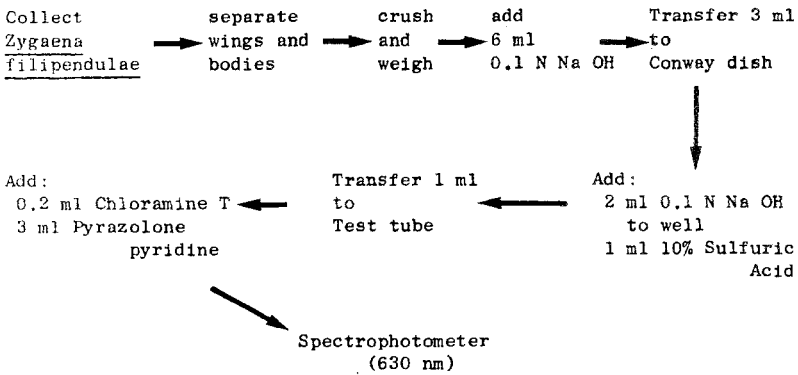 Collect
Zygaena
filipendulae
separate
wings and
bodies
crush
and
weigh
add
6 ml
0.1 N Na OH
Transfer 3 ml
to
Conway dish
Add:
2 ml 0.1 N Na OH
to well
1 ml 10% Sulfuric
Acid
Transfer 1 ml
to
Test tube
Add:
0.2 ml Chloramine T
3 ml Pyrazolone
pyridine
Spectrophotometer
(630 nm)